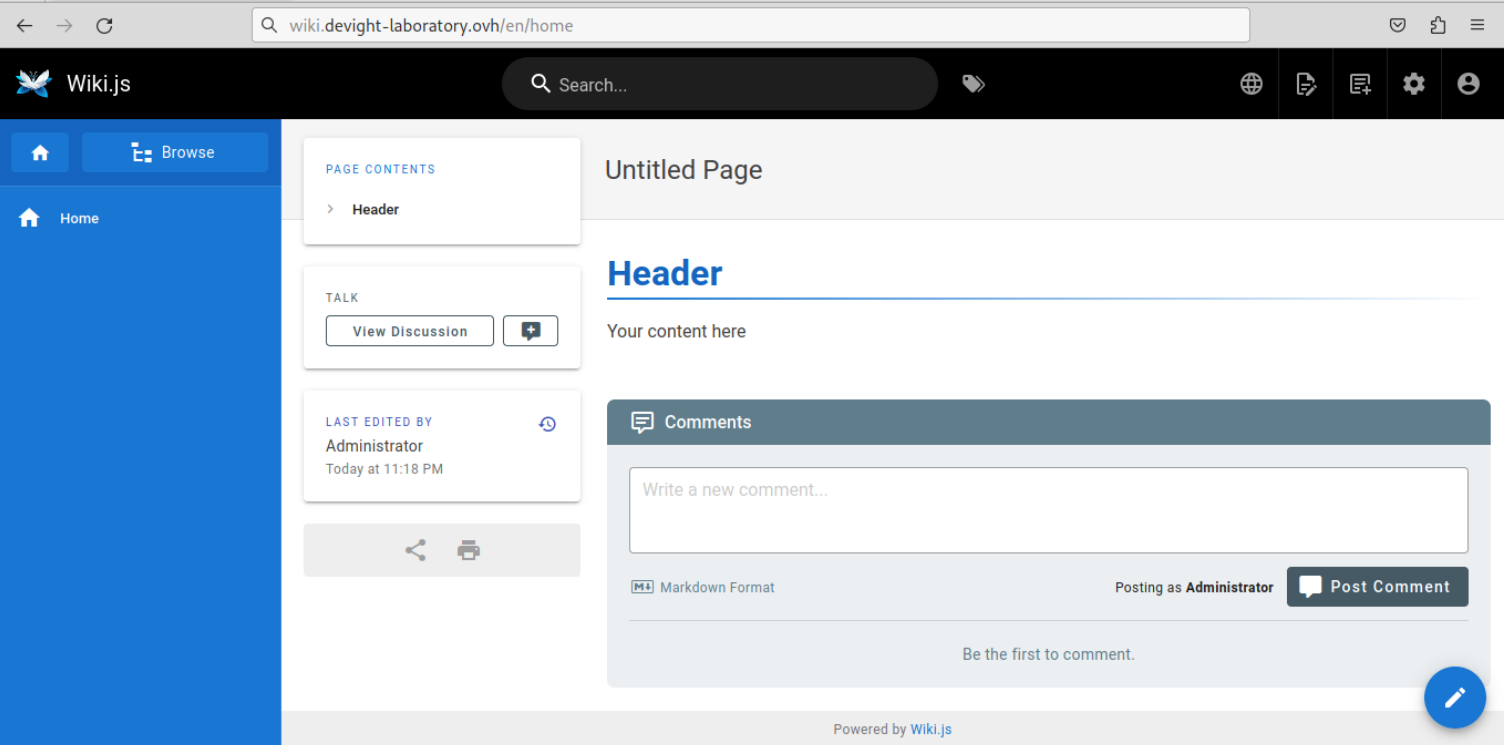 wiki.devight-laboratory.ovh/en/home
Wiki.js
Search...
Browse
Home
PAGE CONTENTS
Header
TALK
View Discussion
LAST EDITED BY
Administrator
Today at 11:18 PM
Untitled Page
Header
Your content here
Comments
Write a new comment...
M Markdown Format
Posting as Administrator
Post Comment
Be the first to comment.
Powered by Wiki.js